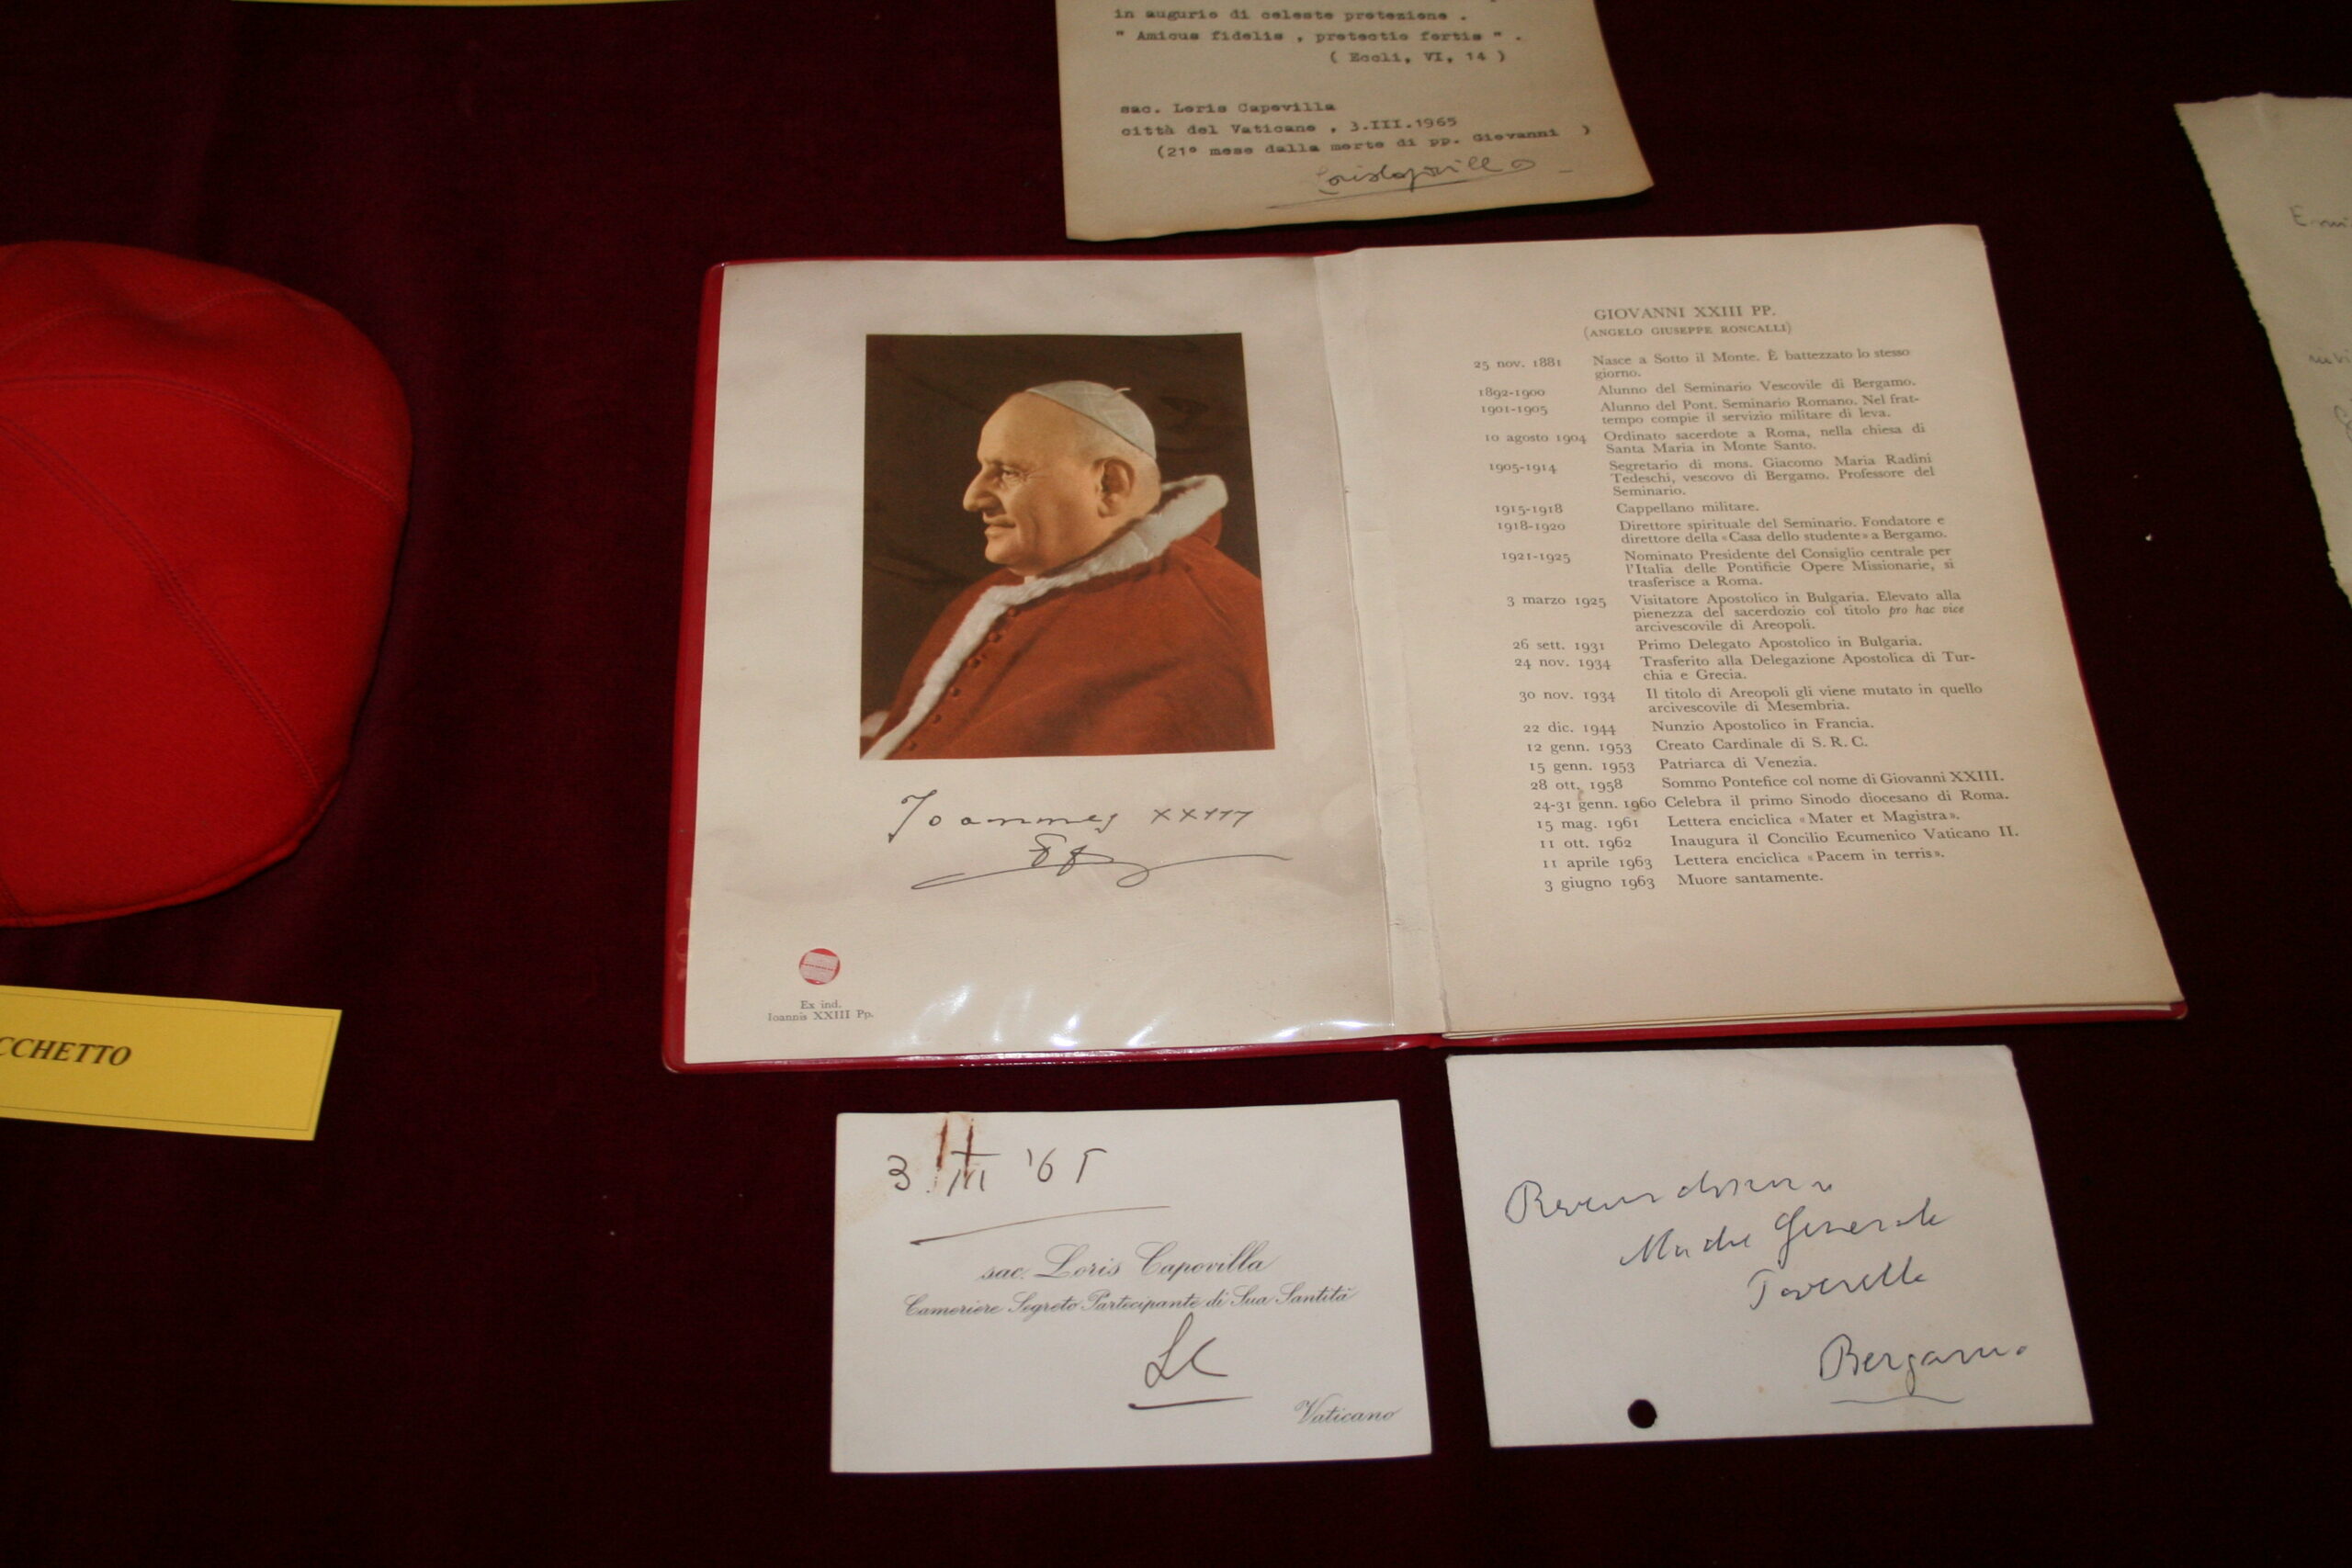 in augurio di celeste protezione .
" Amicus fidelis , protectio fortis " .
( Eccli, VI, 14 )
sac. Loris Capovilla
città del Vaticano , 3.III.1965
(21° mese dalla morte di pp. Giovanni )
Loris Capovilla
Ioannes XXIII
Ex ind.
Ioannis XXIII Pp.
GIOVANNI XXIII PP.
(ANGELO GIUSEPPE RONCALLI)
25 nov. 1881 Nasce a Sotto il Monte. È battezzato lo stesso
giorno.
1892-1900 Alunno del Seminario Vescovile di Bergamo.
1901-1905 Alunno del Pont. Seminario Romano. Nel frat-
tempo compie il servizio militare di leva.
10 agosto 1904 Ordinato sacerdote a Roma, nella chiesa di
Santa Maria in Monte Santo.
1905-1914 Segretario di mons. Giacomo Maria Radini
Tedeschi, vescovo di Bergamo. Professore del
Seminario.
1915-1918 Cappellano militare.
1918-1920 Direttore spirituale del Seminario. Fondatore e
direttore della «Casa dello studente» a Bergamo.
1921-1925 Nominato Presidente del Consiglio centrale per
l'Italia delle Pontificie Opere Missionarie, si
trasferisce a Roma.
3 marzo 1925 Visitatore Apostolico in Bulgaria. Elevato alla
pienezza del sacerdozio col titolo pro hac vice
arcivescovile di Areopoli.
26 sett. 1931 Primo Delegato Apostolico in Bulgaria.
24 nov. 1934 Trasferito alla Delegazione Apostolica di Tur-
chia e Grecia.
30 nov. 1934 Il titolo di Areopoli gli viene mutato in quello
arcivescovile di Mesembria.
22 dic. 1944 Nunzio Apostolico in Francia.
12 genn. 1953 Creato Cardinale di S. R. C.
15 genn. 1953 Patriarca di Venezia.
28 ott. 1958 Sommo Pontefice col nome di Giovanni XXIII.
24-31 genn. 1960 Celebra il primo Sinodo diocesano di Roma.
15 mag. 1961 Lettera enciclica «Mater et Magistra».
11 ott. 1962 Inaugura il Concilio Ecumenico Vaticano II.
11 aprile 1963 Lettera enciclica «Pacem in terris».
3 giugno 1963 Muore santamente.
CCHETTO
3. III '65
sac. Loris Capovilla
Cameriere Segreto Partecipante di Sua Santità
LC
Vaticano
Reverendissima
Madre Generale
Bergamo